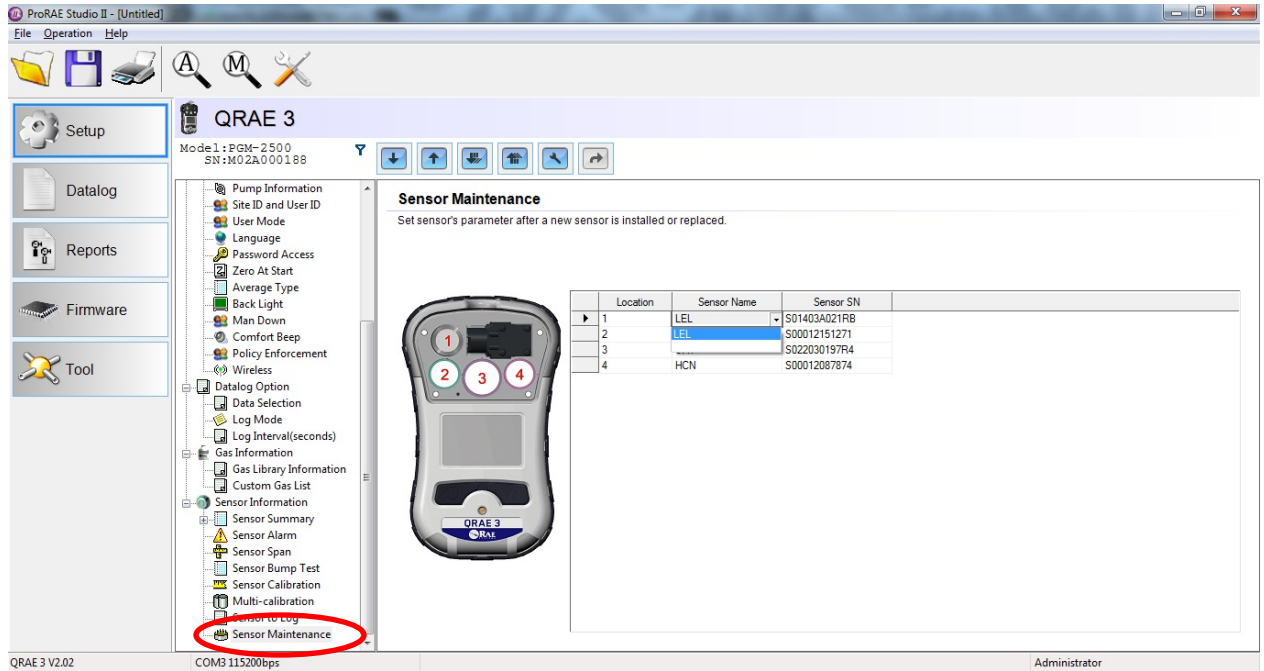 ProRAE Studio II - [Untitled]
File Operation Help
A M
Setup
Datalog
Reports
Firmware
Tool
QRAE 3
Model:PGM-2500
SN:M02A000188
Pump Information
Site ID and User ID
User Mode
Language
Password Access
Zero At Start
Average Type
Back Light
Man Down
Comfort Beep
Policy Enforcement
Wireless
Datalog Option
Data Selection
Log Mode
Log Interval(seconds)
Gas Information
Gas Library Information
Custom Gas List
Sensor Information
Sensor Summary
Sensor Alarm
Sensor Span
Sensor Bump Test
Sensor Calibration
Multi-calibration
Sensor to Log
Sensor Maintenance
Sensor Maintenance
Set sensor's parameter after a new sensor is installed or replaced.
1
2 3 4
QRAE 3
RAE
Location Sensor Name Sensor SN
1 LEL S01403A021RB
2 LEL S00012151271
3 S022030197R4
4 HCN S00012087874
QRAE 3 V2.02 COM3 115200bps Administrator